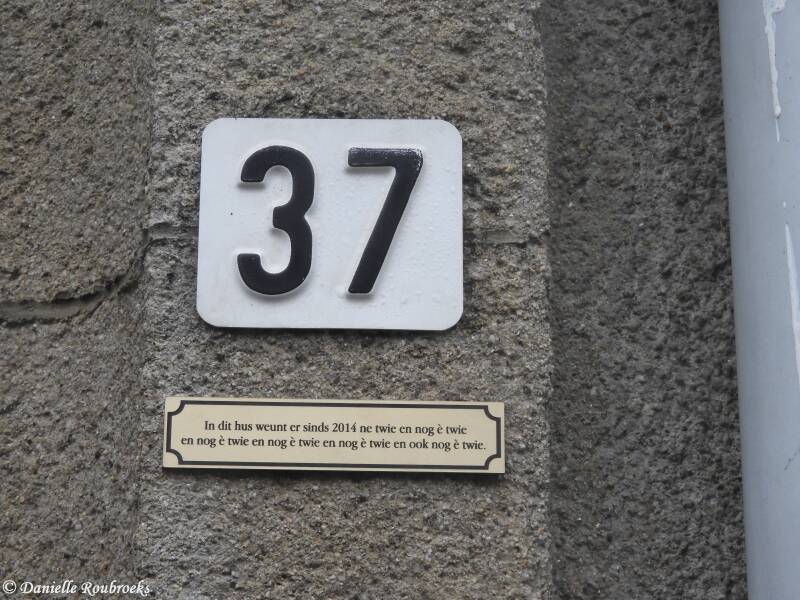 37
In dit hus weunt er sinds 2014 ne twie en nog è twie
en nog è twie en nog è twie en nog è twie en ook nog è twie.
© Danielle Roubroeks